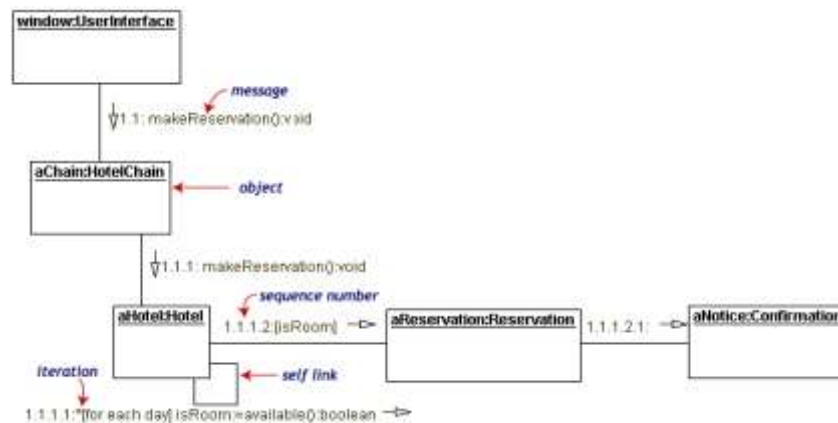 window:UserInterface
message
1.1: makeReservation():void
aChain:HotelChain
object
1.1.1: makeReservation():void
sequence number
aHotel:Hotel
1.1.1.2:[isRoom]
aReservation:Reservation
1.1.1.2.1:
aNotice:Confirmation
iteration
self link
1.1.1.1:*[for each day] isRoom:=available():boolean